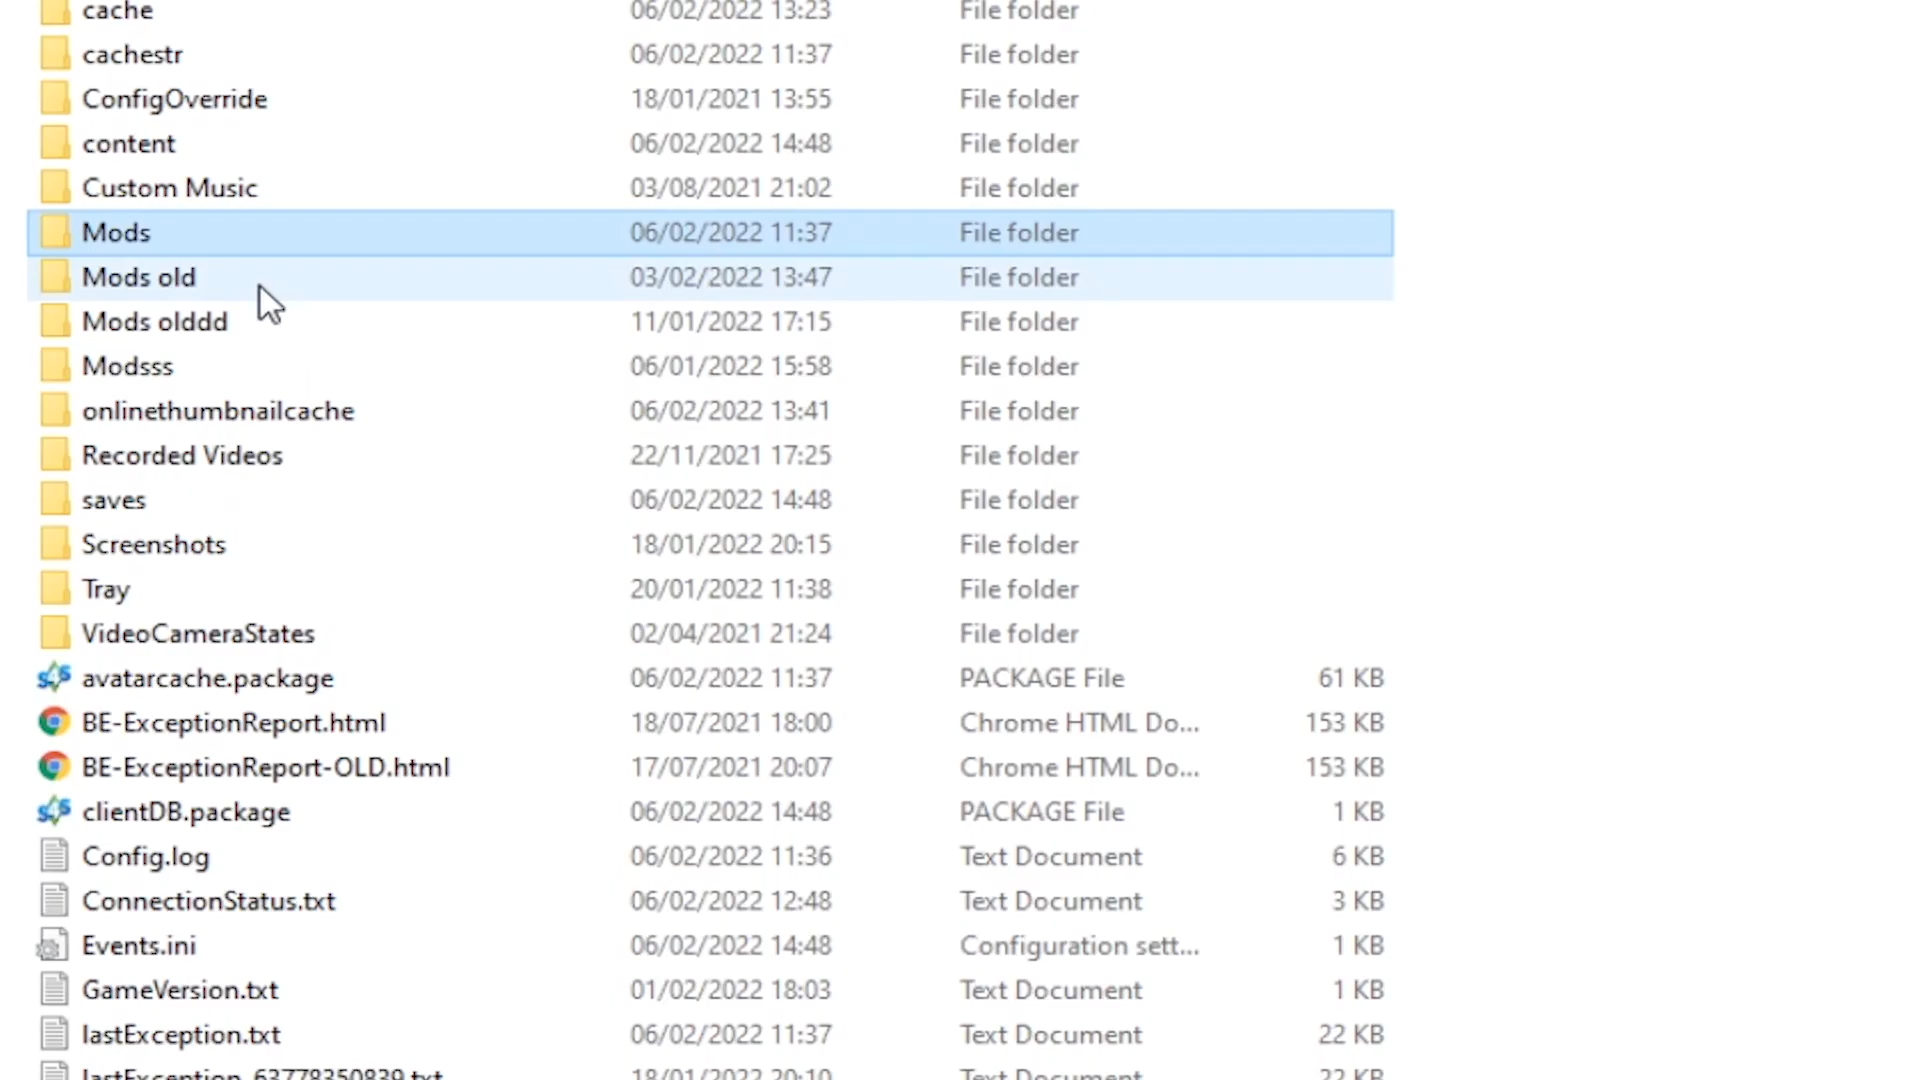 cache 06/02/2022 13:23 File folder
cachestr 06/02/2022 11:37 File folder
ConfigOverride 18/01/2021 13:55 File folder
content 06/02/2022 14:48 File folder
Custom Music 03/08/2021 21:02 File folder
Mods 06/02/2022 11:37 File folder
Mods old 03/02/2022 13:47 File folder
Mods olddd 11/01/2022 17:15 File folder
Modsss 06/01/2022 15:58 File folder
onlinethumbnailcache 06/02/2022 13:41 File folder
Recorded Videos 22/11/2021 17:25 File folder
saves 06/02/2022 14:48 File folder
Screenshots 18/01/2022 20:15 File folder
Tray 20/01/2022 11:38 File folder
VideoCameraStates 02/04/2021 21:24 File folder
avatarcache.package 06/02/2022 11:37 PACKAGE File 61 KB
BE-ExceptionReport.html 18/07/2021 18:00 Chrome HTML Do... 153 KB
BE-ExceptionReport-OLD.html 17/07/2021 20:07 Chrome HTML Do... 153 KB
clientDB.package 06/02/2022 14:48 PACKAGE File 1 KB
Config.log 06/02/2022 11:36 Text Document 6 KB
ConnectionStatus.txt 06/02/2022 12:48 Text Document 3 KB
Events.ini 06/02/2022 14:48 Configuration sett... 1 KB
GameVersion.txt 01/02/2022 18:03 Text Document 1 KB
lastException.txt 06/02/2022 11:37 Text Document 22 KB
lastException_63778350839.txt 18/01/2022 20:10 Text Document 22 KB